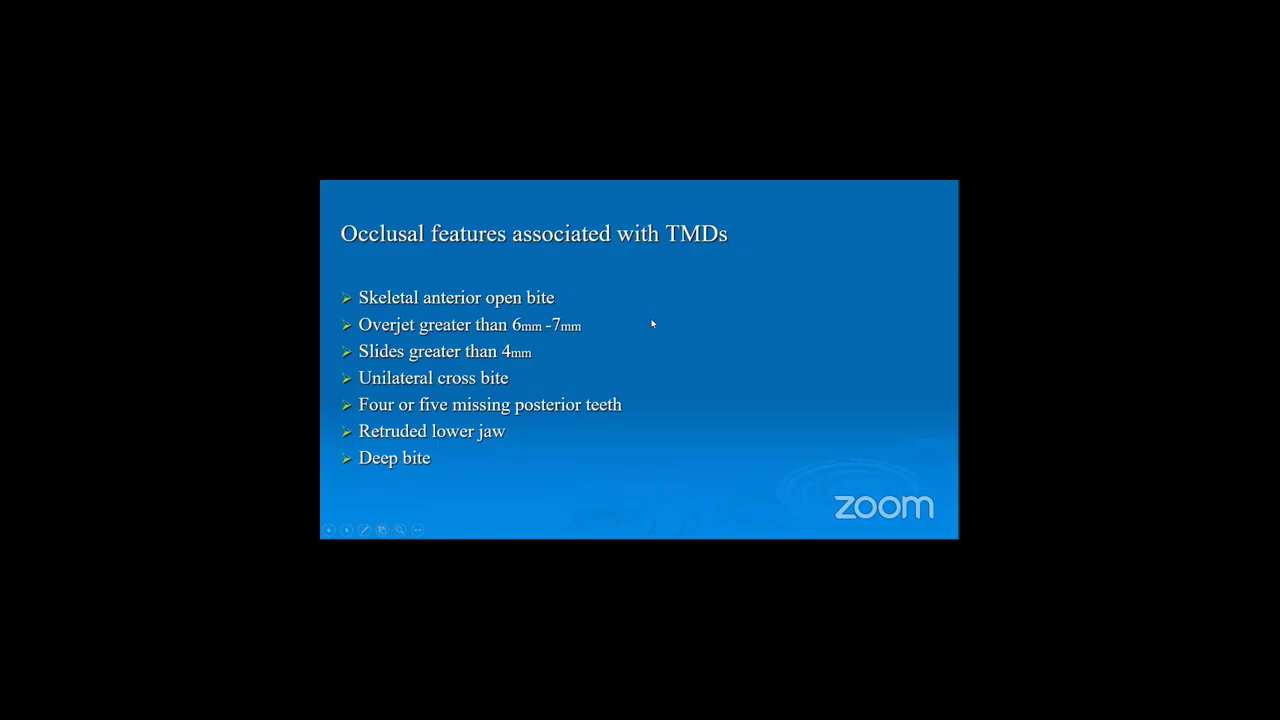 Occlusal features associated with TMDs
Skeletal anterior open bite
Overjet greater than 6mm -7mm
Slides greater than 4mm
Unilateral cross bite
Four or five missing posterior teeth
Retruded lower jaw
Deep bite
zoom